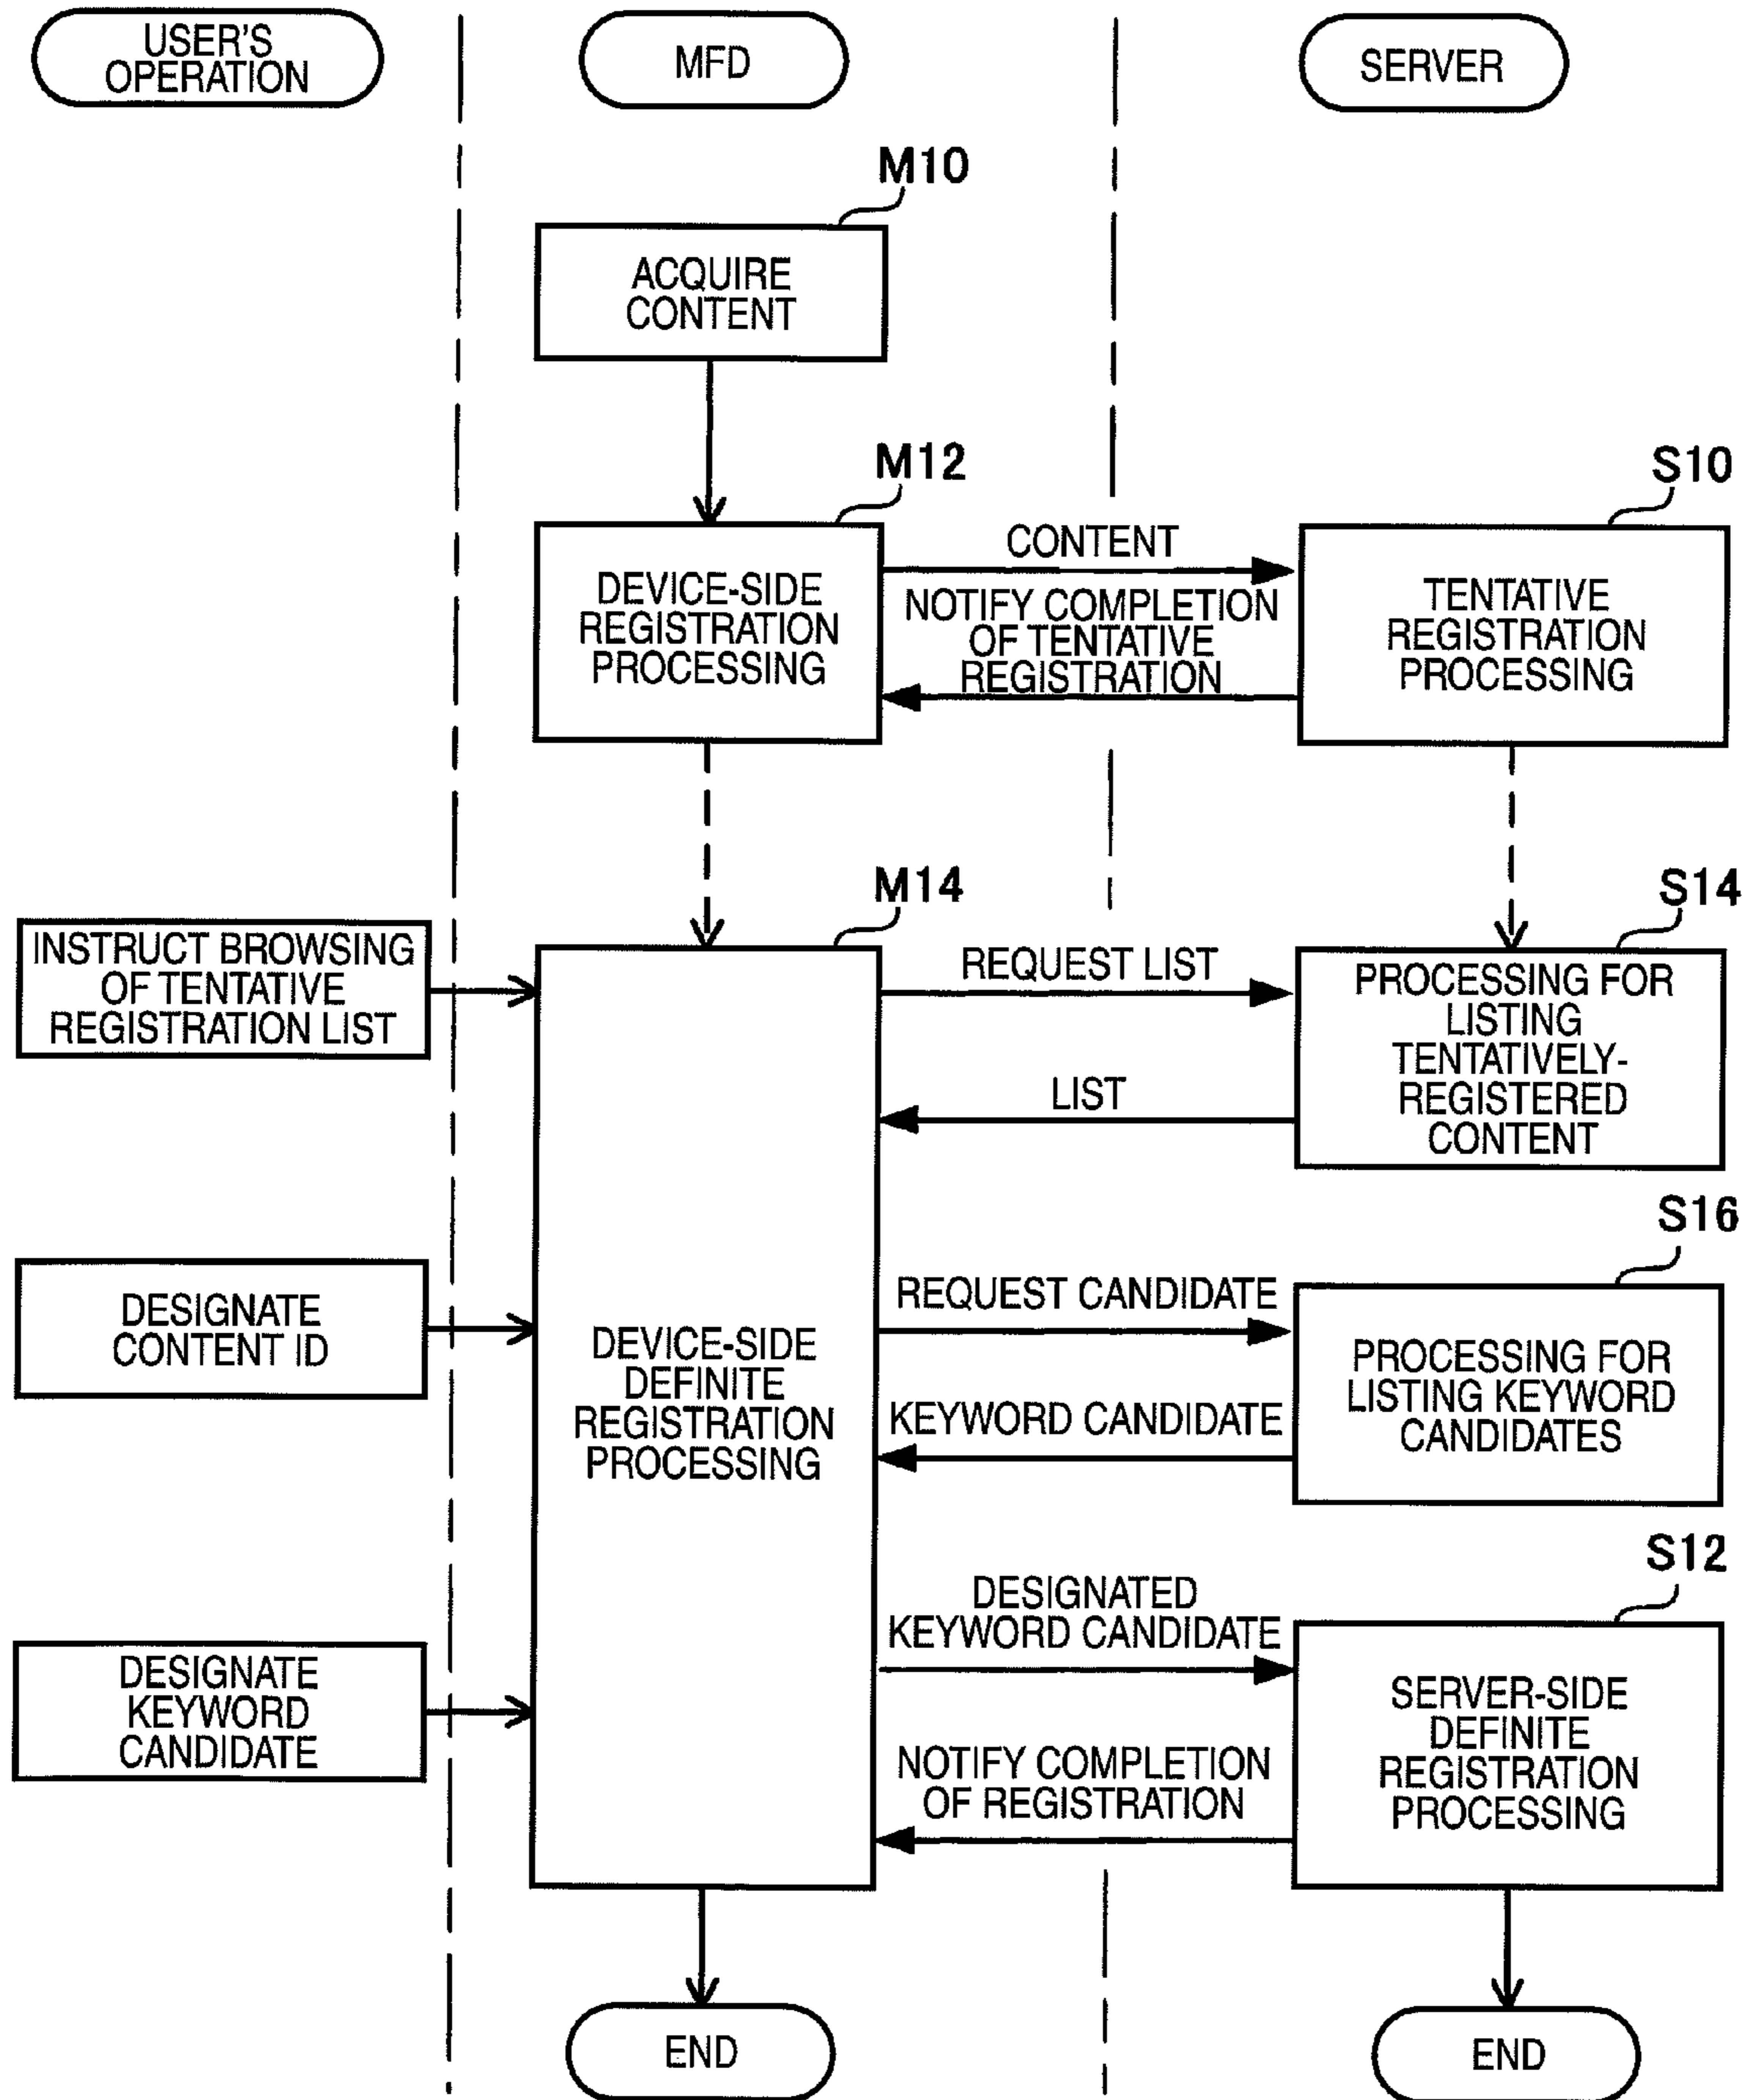 USER'S
OPERATION
MFD
SERVER
M10
ACQUIRE
CONTENT
M12
S10
DEVICE-SIDE
REGISTRATION
PROCESSING
CONTENT
NOTIFY COMPLETION
OF TENTATIVE
REGISTRATION
TENTATIVE
REGISTRATION
PROCESSING
M14
S14
INSTRUCT BROWSING
OF TENTATIVE
REGISTRATION LIST
REQUEST LIST
LIST
PROCESSING FOR
LISTING
TENTATIVELY-
REGISTERED
CONTENT
S16
DESIGNATE
CONTENT ID
DEVICE-SIDE
DEFINITE
REGISTRATION
PROCESSING
REQUEST CANDIDATE
KEYWORD CANDIDATE
PROCESSING FOR
LISTING KEYWORD
CANDIDATES
S12
DESIGNATE
KEYWORD
CANDIDATE
DESIGNATED
KEYWORD CANDIDATE
NOTIFY COMPLETION
OF REGISTRATION
SERVER-SIDE
DEFINITE
REGISTRATION
PROCESSING
END
END